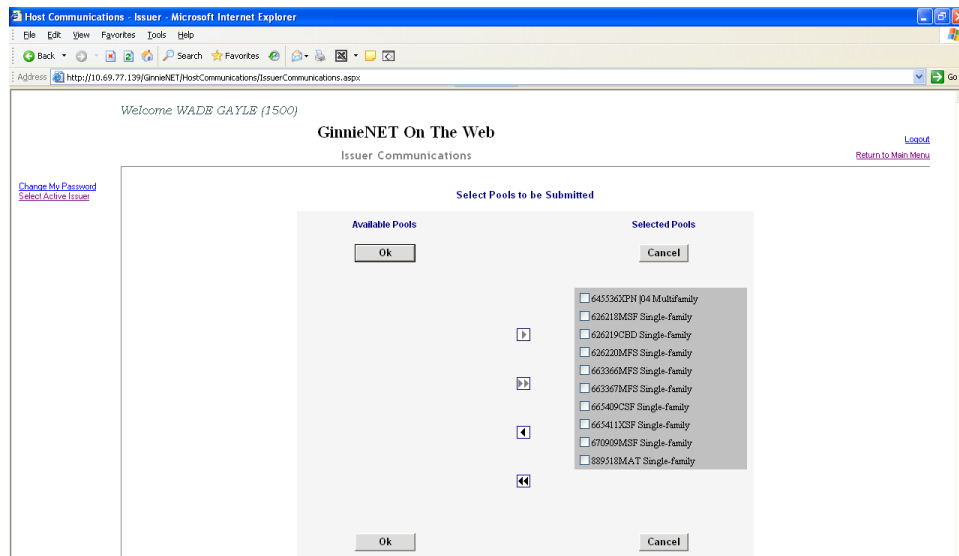 Host Communications - Issuer - Microsoft Internet Explorer
File Edit View Favorites Tools Help
Back Search Favorites
Address http://10.69.77.139/GinnieNET/HostCommunications/IssuerCommunications.aspx Go
Welcome WADE GAYLE (1500)
GinnieNET On The Web
Logout
Issuer Communications
Return to Main Menu
Change My Password
Select Active Issuer
Select Pools to be Submitted
Available Pools Selected Pools
Ok Cancel
645536XPN |04 Multifamily
626218MSF Single-family
626219CBD Single-family
626220MFS Single-family
663366MFS Single-family
663367MFS Single-family
665409CSF Single-family
665411XSF Single-family
670909MSF Single-family
889518MAT Single-family
Ok Cancel